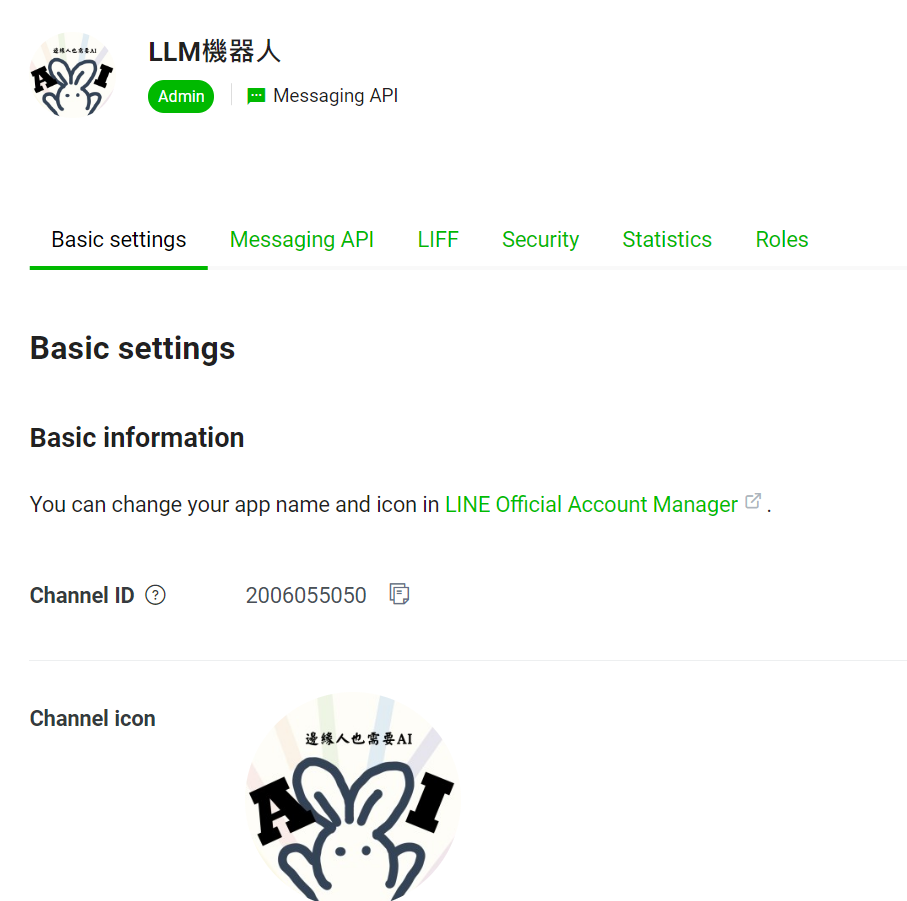 邊緣人也需要AI
AI
LLM機器人
Admin
Messaging API
Basic settings Messaging API LIFF Security Statistics Roles
Basic settings
Basic information
You can change your app name and icon in LINE Official Account Manager .
Channel ID ? 2006055050
Channel icon
邊緣人也需要AI
AI